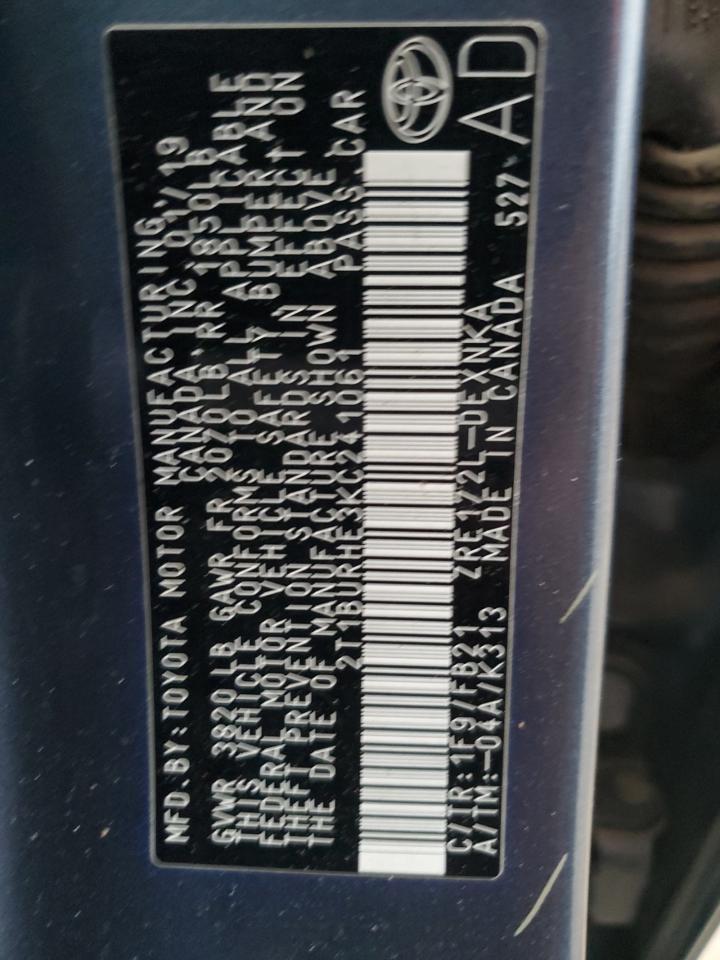 MFD.BY:TOYOTA MOTOR MANUFACTURING,
CANADA INC. 01/19
GVWR 3820LB GAWR FR 2070LB RR 1850LB
THIS VEHICLE CONFORMS TO ALL APPLICABLE
FEDERAL MOTOR VEHICLE SAFETY, BUMPER AND
THEFT PREVENTION STANDARDS IN EFFECT ON
THE DATE OF MANUFACTURE SHOWN ABOVE.
2T1BURHE3KC241061 PASS.CAR
C/TR:1F9/FB21 ZRE172L-DEXNKA
A/TM:-04A/K313 MADE IN CANADA 527
AD